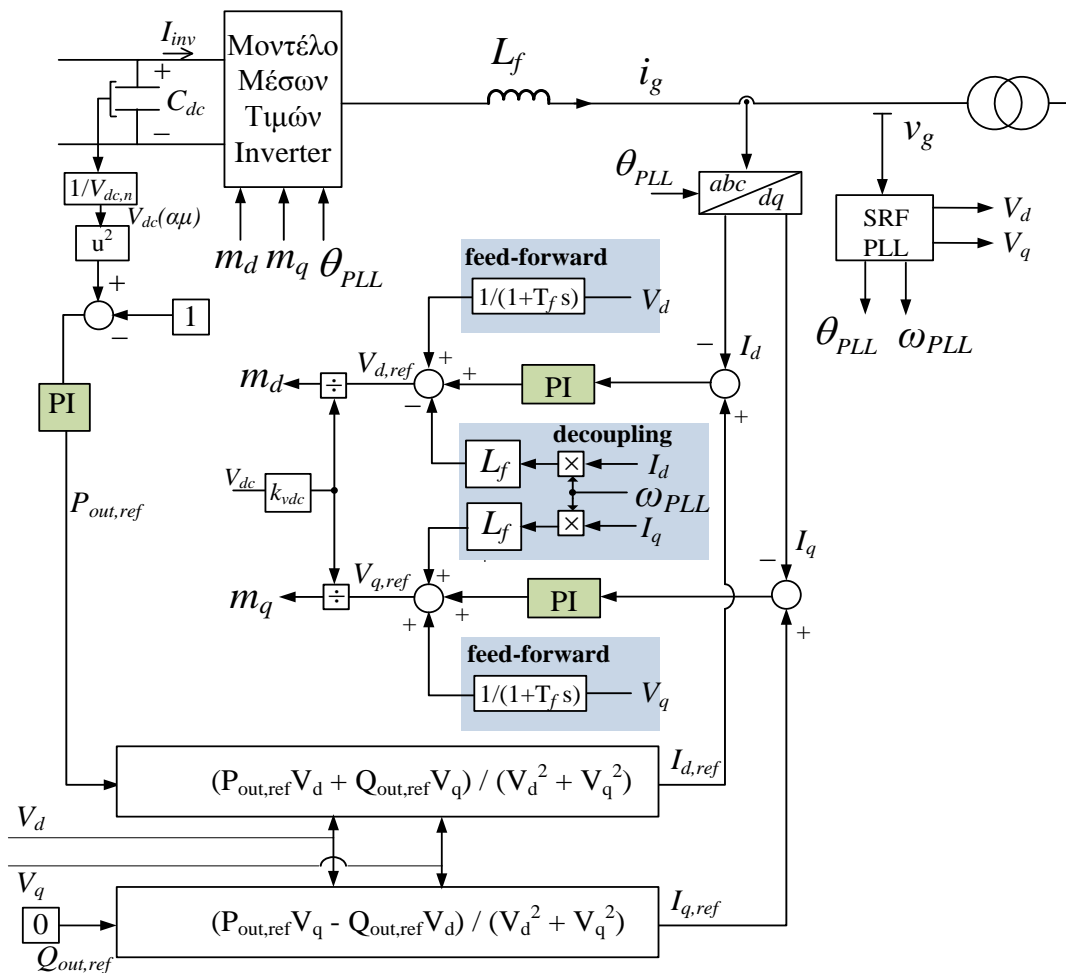 I_inv
+
C_dc
−
Μοντέλο
Μέσων
Τιμών
Inverter
L_f
i_g
v_g
1/V_dc,n
V_dc(αμ)
u²
+
−
1
m_d
m_q
θ_PLL
θ_PLL
abc
dq
SRF
PLL
V_d
V_q
θ_PLL
ω_PLL
feed-forward
1/(1+T_f s)
V_d
−
I_d
PI
m_d
÷
V_d,ref
+
+
−
PI
+
decoupling
L_f
×
I_d
ω_PLL
V_dc
k_vdc
L_f
×
I_q
P_out,ref
−
I_q
m_q
÷
V_q,ref
+
+
+
PI
+
feed-forward
1/(1+T_f s)
V_q
(P_out,ref V_d + Q_out,ref V_q) / (V_d² + V_q²)
I_d,ref
V_d
V_q
0
Q_out,ref
(P_out,ref V_q - Q_out,ref V_d) / (V_d² + V_q²)
I_q,ref